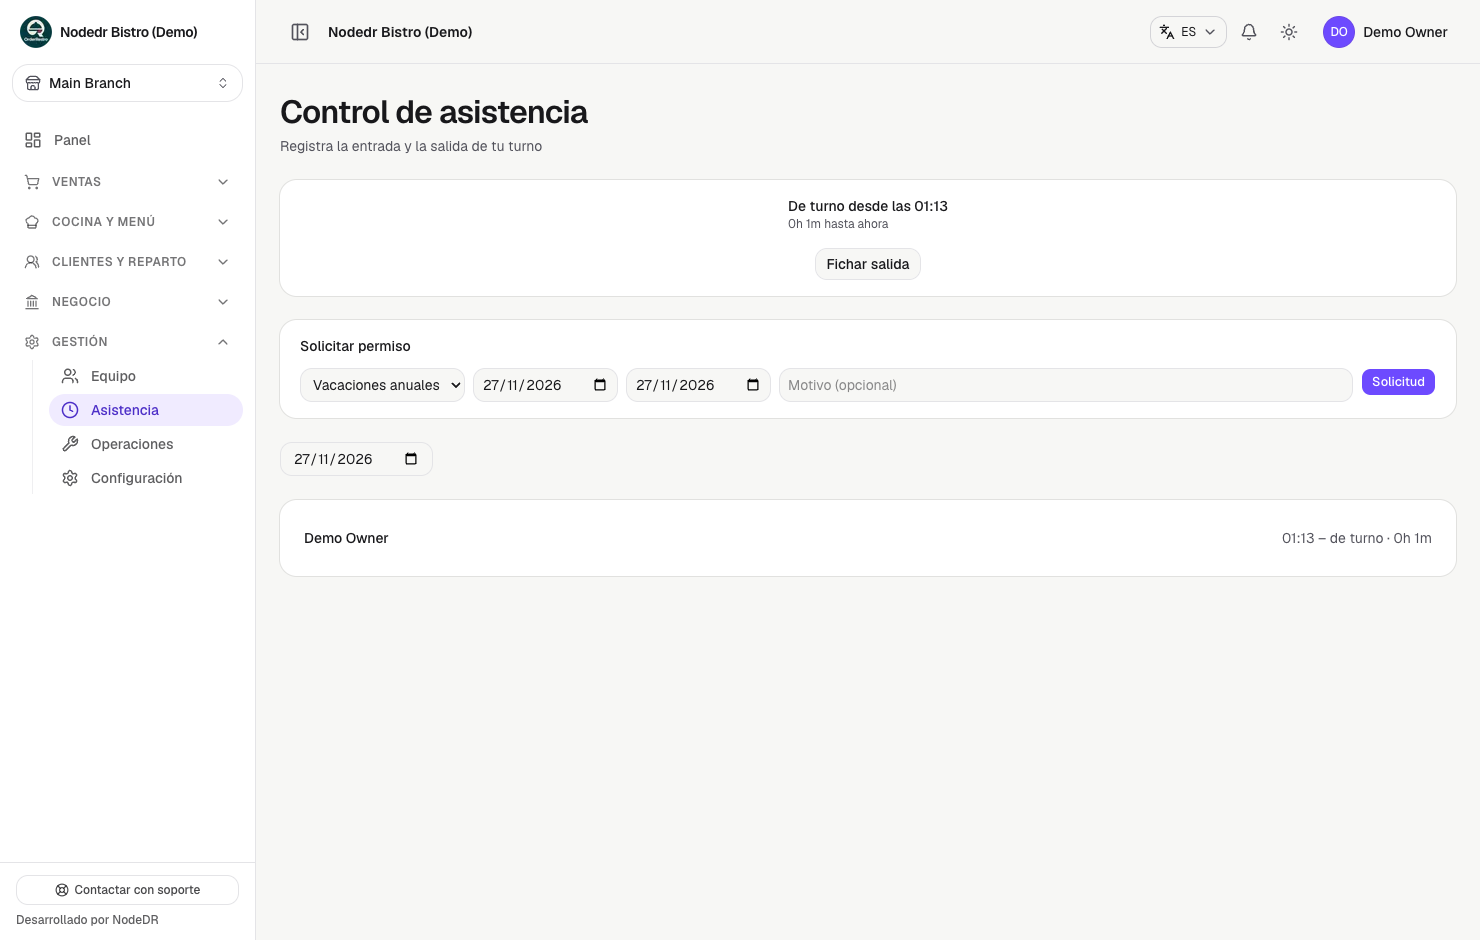 Nodedr Bistro (Demo)
Main Branch
Panel
VENTAS
COCINA Y MENÚ
CLIENTES Y REPARTO
NEGOCIO
GESTIÓN
Equipo
Asistencia
Operaciones
Configuración
Contactar con soporte
Desarrollado por NodeDR
Nodedr Bistro (Demo)
ES
DO
Demo Owner
Control de asistencia
Registra la entrada y la salida de tu turno
De turno desde las 01:13
0h 1m hasta ahora
Fichar salida
Solicitar permiso
Vacaciones anuales
27/11/2026
27/11/2026
Motivo (opcional)
Solicitud
27/11/2026
Demo Owner
01:13 – de turno · 0h 1m